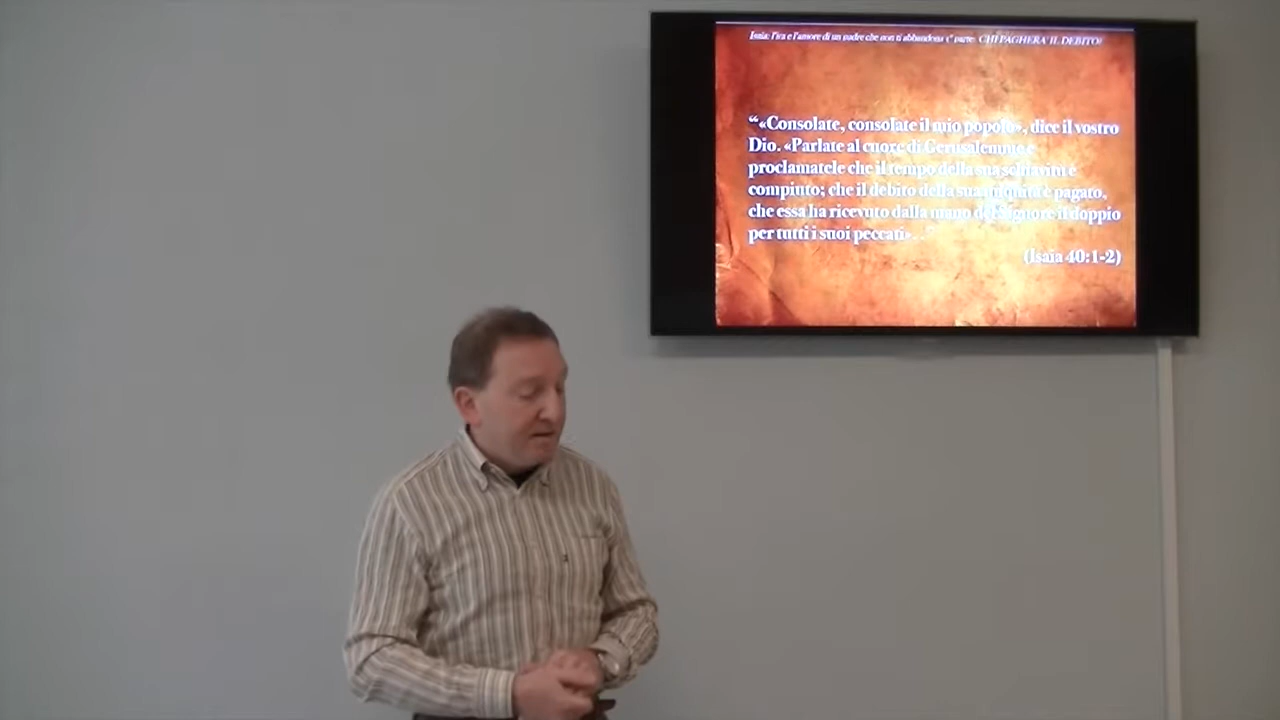 Isaia: l'ira e l'amore di un padre che non ti abbandona 1° parte: CHI PAGHERA' IL DEBITO?
“«Consolate, consolate il mio popolo», dice il vostro
Dio. «Parlate al cuore di Gerusalemme e
proclamatele che il tempo della sua schiavitù è
compiuto; che il debito della sua iniquità è pagato,
che essa ha ricevuto dalla mano del Signore il doppio
per tutti i suoi peccati»...”
(Isaia 40:1-2)